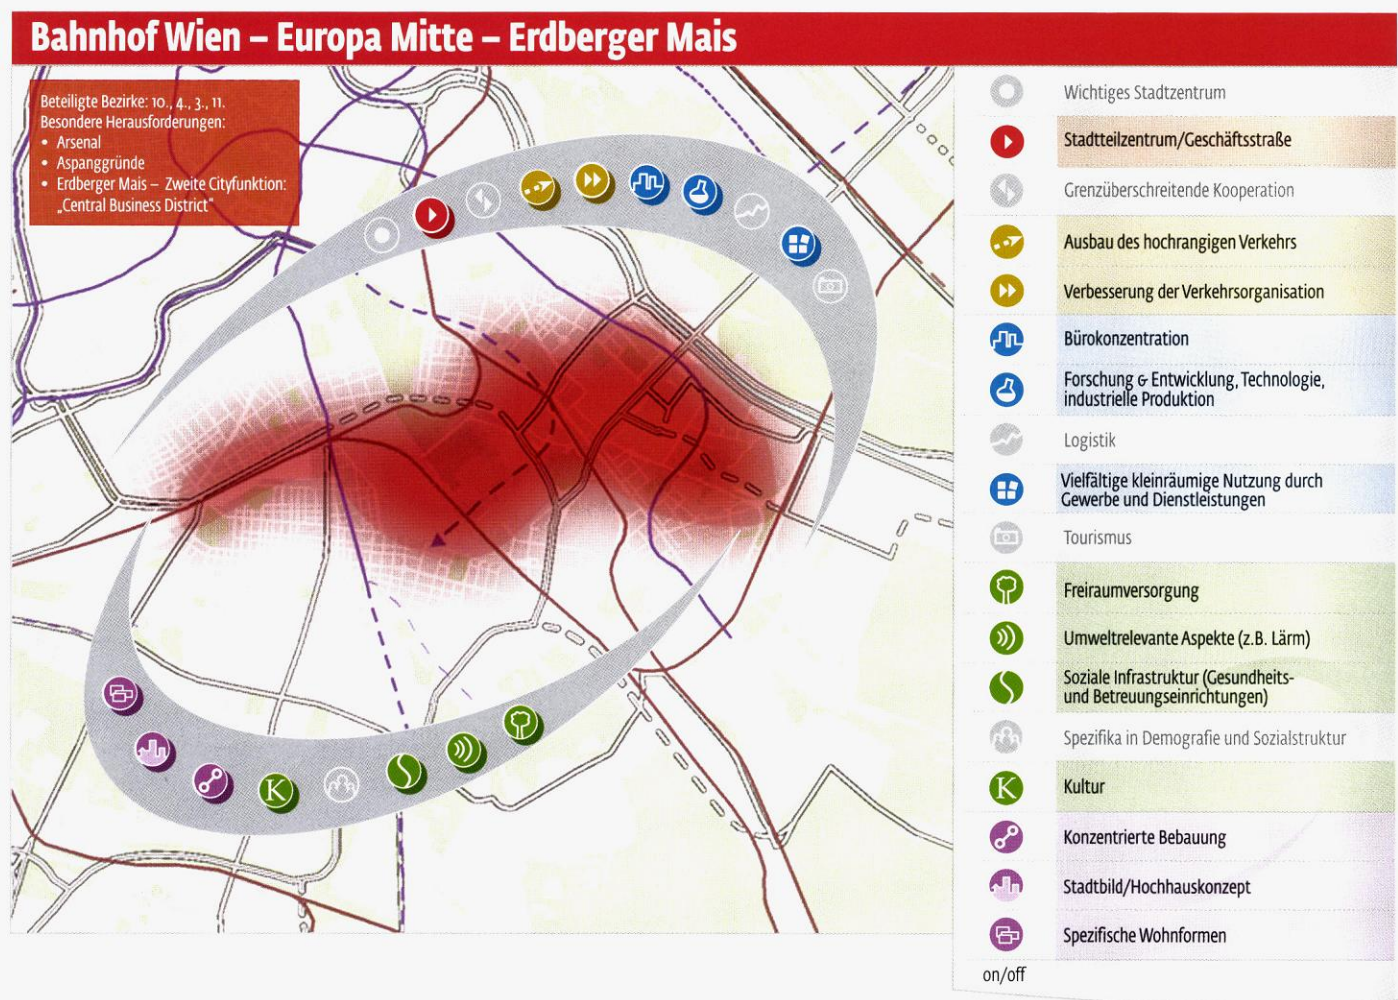 Bahnhof Wien – Europa Mitte – Erdberger Mais
Beteiligte Bezirke: 10., 4., 3., 11.
Besondere Herausforderungen:
• Arsenal
• Aspanggründe
• Erdberger Mais – Zweite Cityfunktion:
„Central Business District“
K
Wichtiges Stadtzentrum
Stadtteilzentrum/Geschäftsstraße
Grenzüberschreitende Kooperation
Ausbau des hochrangigen Verkehrs
Verbesserung der Verkehrsorganisation
Bürokonzentration
Forschung & Entwicklung, Technologie,
industrielle Produktion
Logistik
Vielfältige kleinräumige Nutzung durch
Gewerbe und Dienstleistungen
Tourismus
Freiraumversorgung
Umweltrelevante Aspekte (z.B. Lärm)
Soziale Infrastruktur (Gesundheits-
und Betreuungseinrichtungen)
Spezifika in Demografie und Sozialstruktur
K Kultur
Konzentrierte Bebauung
Stadtbild/Hochhauskonzept
Spezifische Wohnformen
on/off